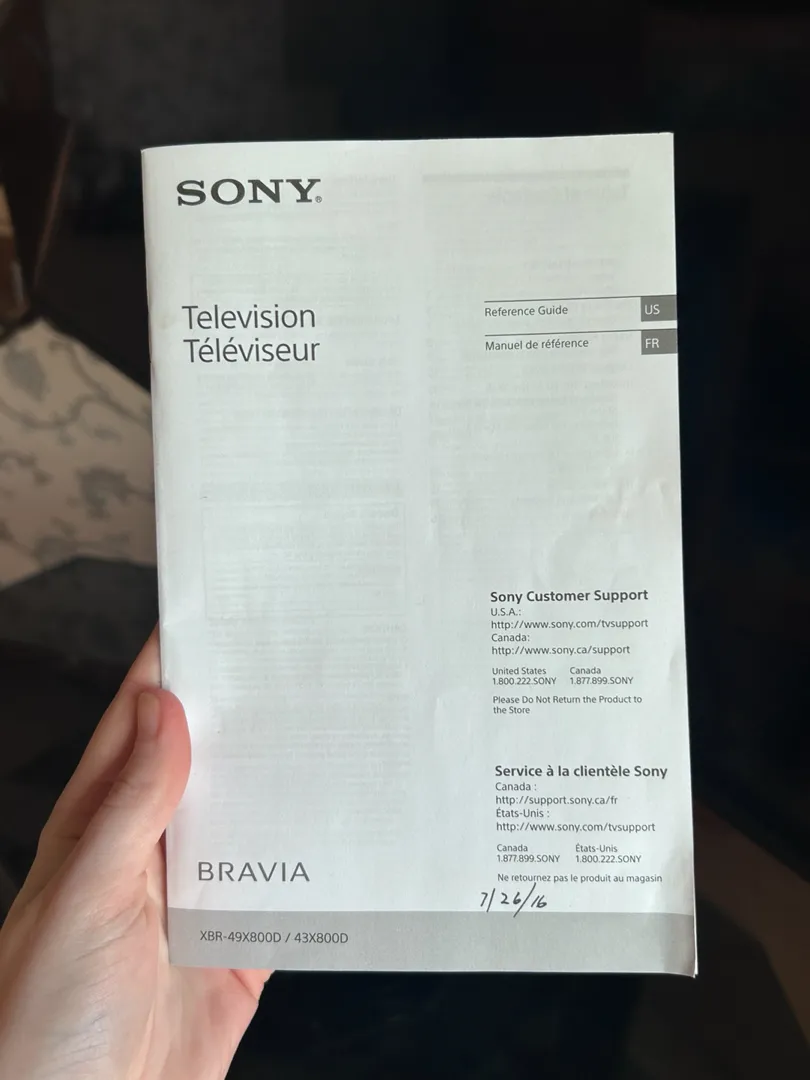 SONY®
Television
Téléviseur
Reference Guide US
Manuel de référence FR
Sony Customer Support
U.S.A.:
http://www.sony.com/tvsupport
Canada:
http://www.sony.ca/support
United States Canada
1.800.222.SONY 1.877.899.SONY
Please Do Not Return the Product to
the Store
Service à la clientèle Sony
Canada :
http://support.sony.ca/fr
États-Unis :
http://www.sony.com/tvsupport
Canada États-Unis
1.877.899.SONY 1.800.222.SONY
Ne retournez pas le produit au magasin
7/26/16
BRAVIA
XBR-49X800D / 43X800D